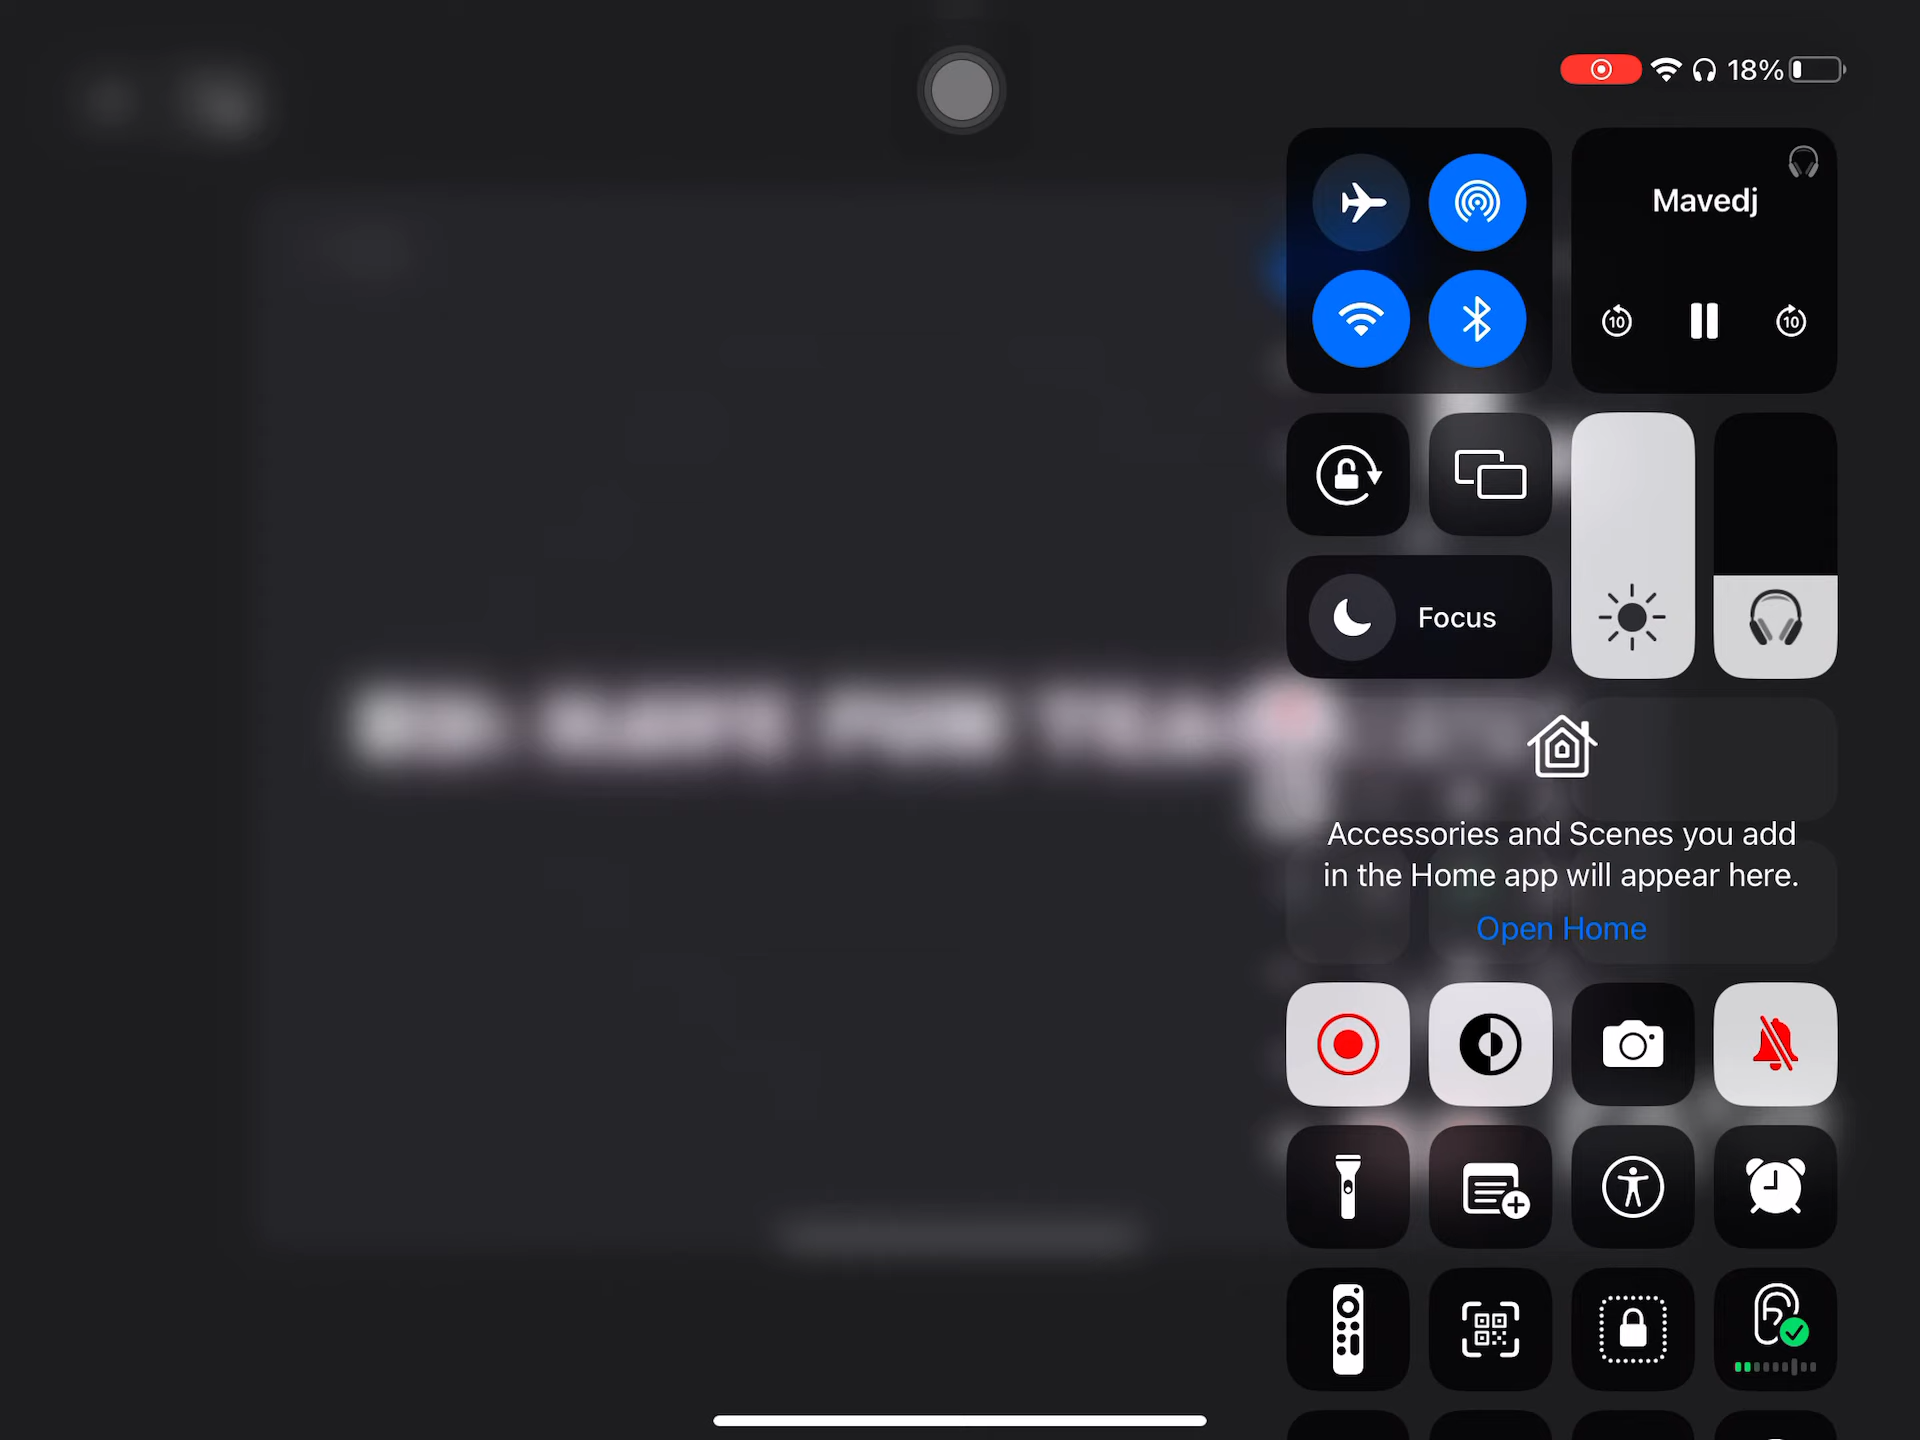 18%
Mavedj
10
10
Focus
Accessories and Scenes you add
in the Home app will appear here.
Open Home